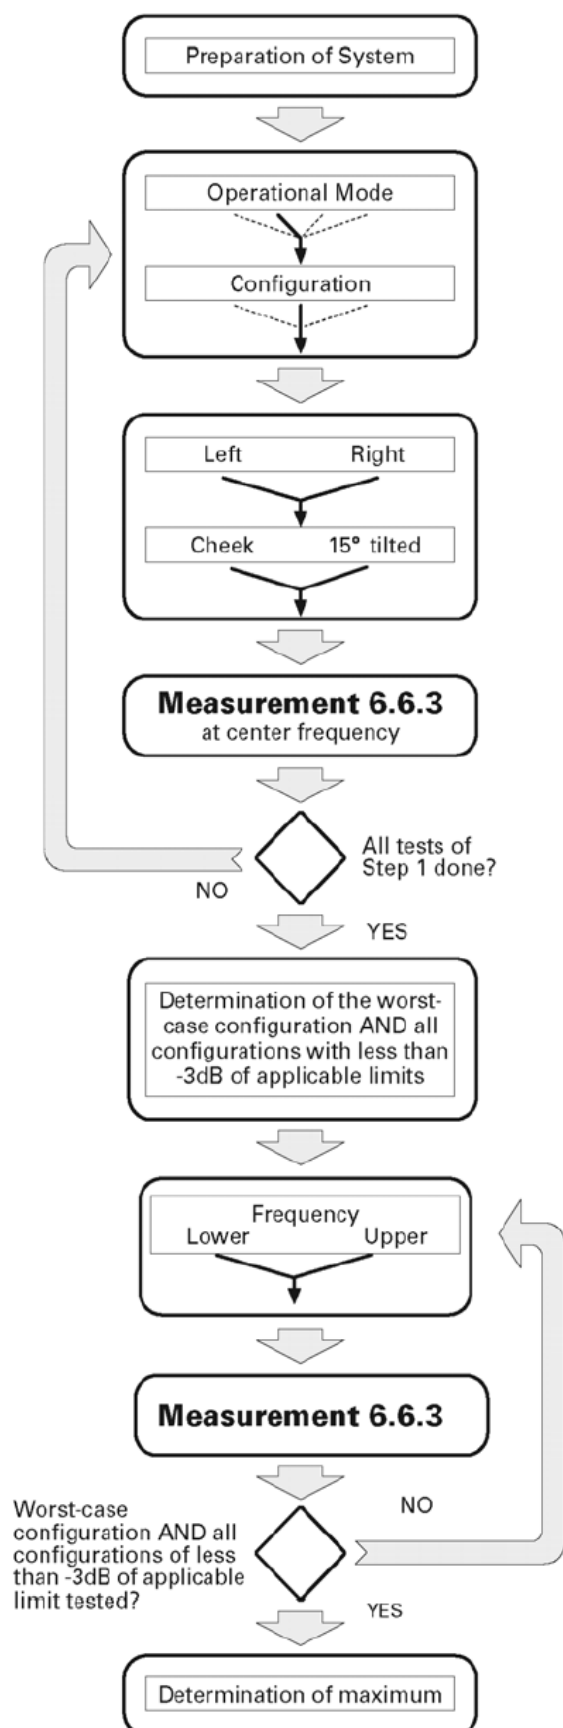 Preparation of System
Operational Mode
Configuration
Left Right
Cheek 15° tilted
Measurement 6.6.3
at center frequency
All tests of
Step 1 done?
NO
YES
Determination of the worst-
case configuration AND all
configurations with less than
-3dB of applicable limits
Frequency
Lower Upper
Measurement 6.6.3
NO
Worst-case
configuration AND all
configurations of less
than -3dB of applicable
limit tested?
YES
Determination of maximum